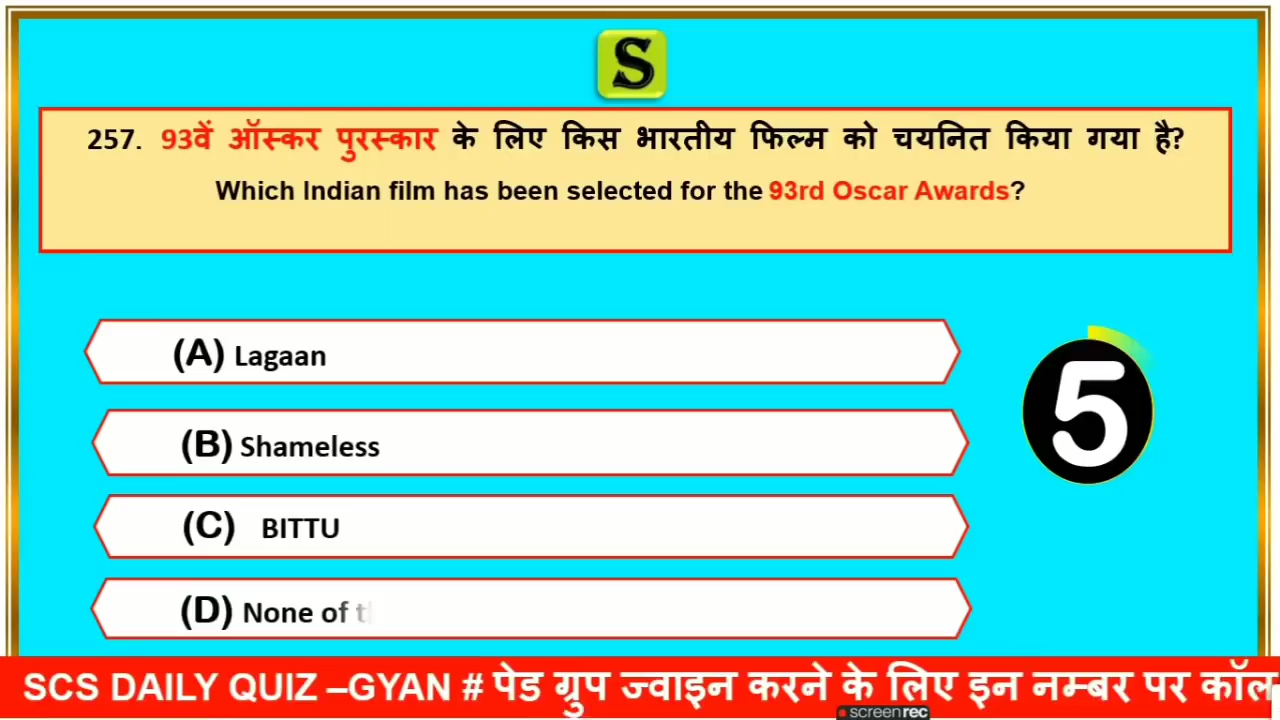 S
257. 93वें ऑस्कर पुरस्कार के लिए किस भारतीय फिल्म को चयनित किया गया है?
Which Indian film has been selected for the 93rd Oscar Awards?
(A) Lagaan
(B) Shameless
(C) BITTU
(D) None of
5
SCS DAILY QUIZ –GYAN # पेड ग्रुप ज्वाइन करने के लिए इन नम्बर पर कॉल
screenrec